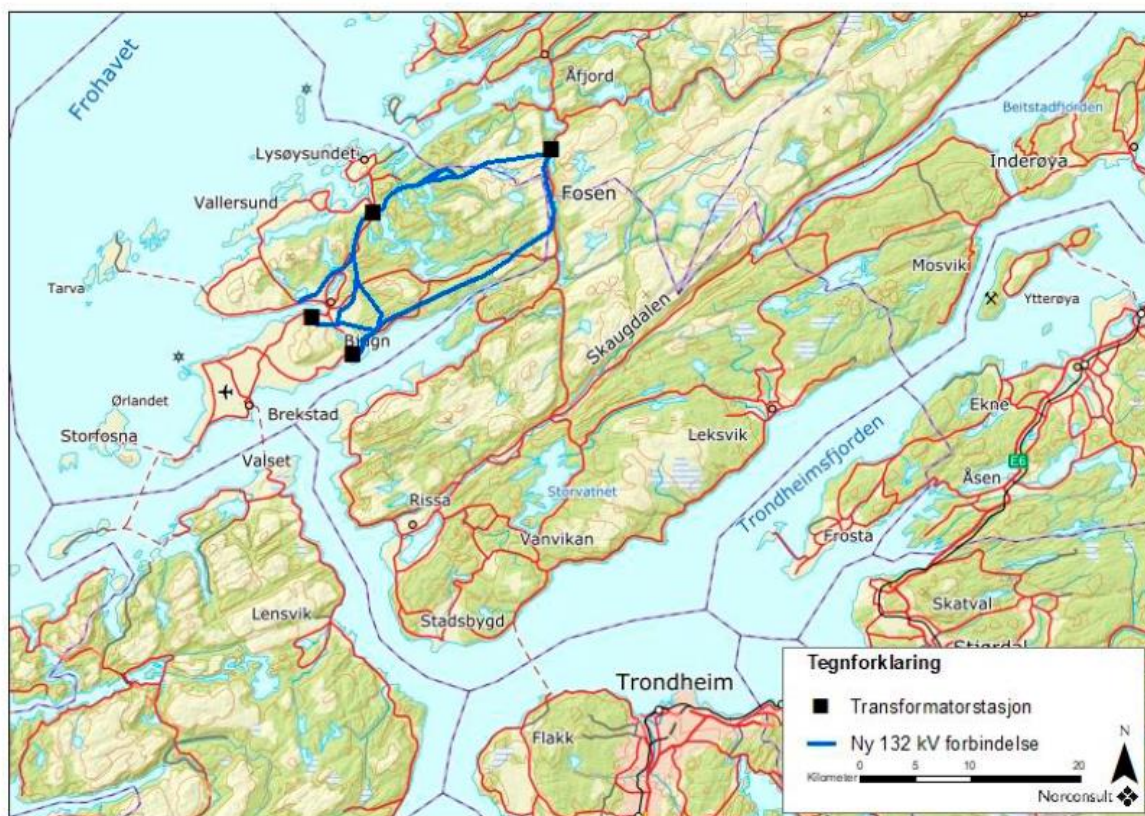 Frohavet
Åfjord
Beitstadfjorden
Lysøysundet
Inderøya
Vallersund
Fosen
Mosvik
Tarva
Ytterøya
Skaugdalen
Bjugn
Ørlandet
Brekstad
Ekne
Storfosna
Leksvik
Valset
E6
Åsen
Storvatnet
Trondheimsfjorden
Rissa
Vanvikan
Frosta
Skatval
Lensvik
Stadsbygd
Stjørdal
Tegnforklaring
Trondheim
Transformatorstasjon
Flakk
Ny 132 kV forbindelse
N
0 5 10 20
Kilometer
Norconsult